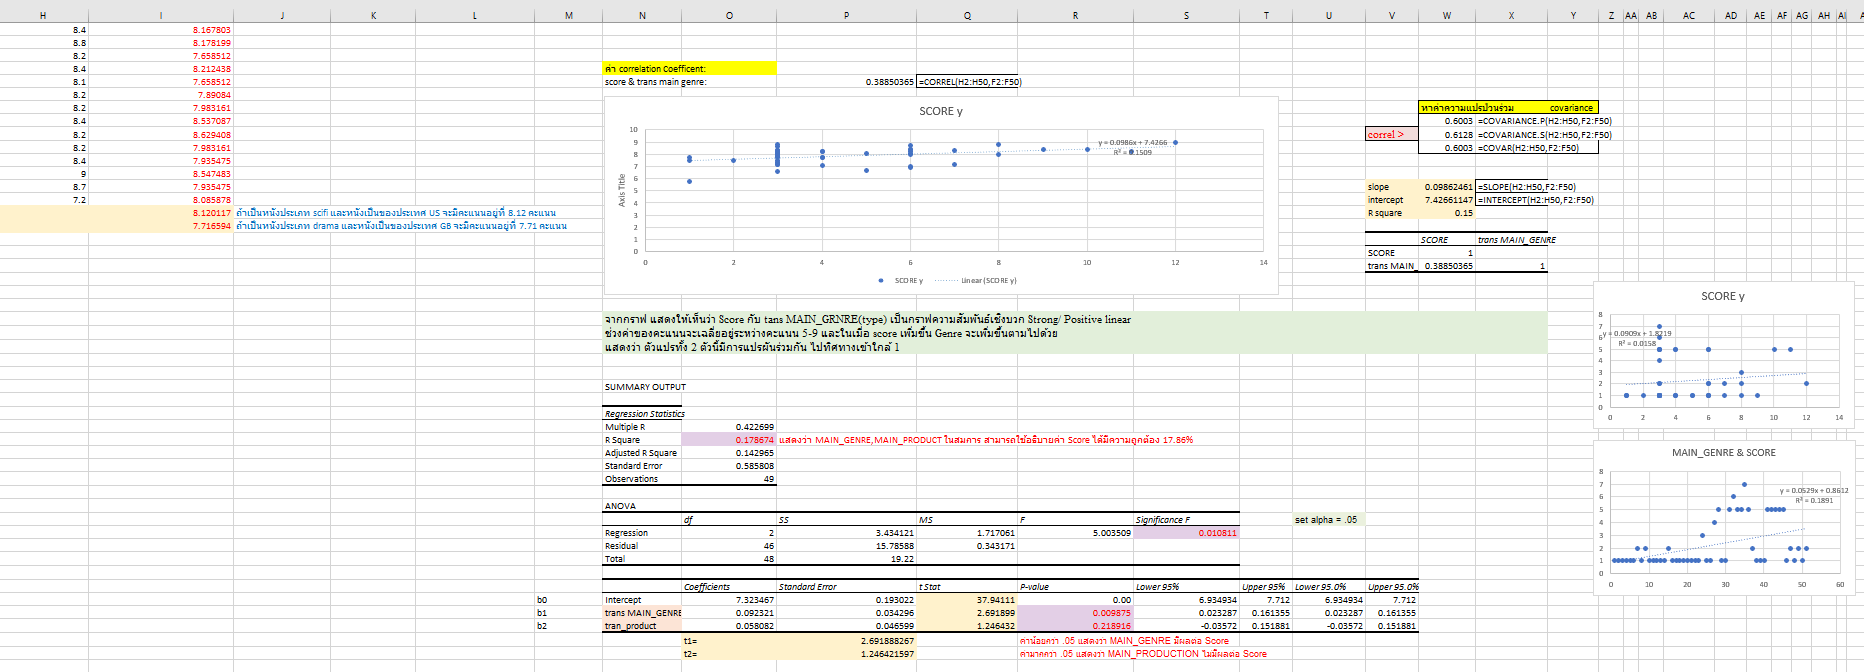 H I J K L M N O P Q R S T U V W X Y Z AA AB AC AD AE AF AG AH
8.4 8.167803
8.8 8.178199
8.2 7.658512
8.4 8.212438
8.1 7.658512
8.2 7.89084
8.2 7.983161
8.4 8.537087
8.2 8.629408
8.2 7.983161
8.4 7.935475
9 8.547483
8.7 7.935475
7.2 8.085878
8.120117 ถ้าเป็นหนังประเภท scifi และหนังเป็นของประเทศ US จะมีคะแนนอยู่ที่ 8.12 คะแนน
7.716594 ถ้าเป็นหนังประเภท drama และหนังเป็นของประเทศ GB จะมีคะแนนอยู่ที่ 7.71 คะแนน
ค่า correlation Coefficent:
score & trans main genre: 0.38850365 =CORREL(H2:H50,F2:F50)
SCORE y
Axis Title
10
9
8
7
6
5
4
3
2
1
0
y = 0.0986x + 7.4266
R² = 0.1509
0 2 4 6 8 10 12 14
SCORE y Linear (SCORE y)
จากกราฟ แสดงให้เห็นว่า Score กับ tans MAIN_GRNRE(type) เป็นกราฟความสัมพันธ์เชิงบวก Strong/ Positive linear
ช่วงค่าของคะแนนจะเฉลี่ยอยู่ระหว่างคะแนน 5-9 และในเมื่อ score เพิ่มขึ้น Genre จะเพิ่มขึ้นตามไปด้วย
แสดงว่า ตัวแปรทั้ง 2 ตัวนี้มีการแปรผันร่วมกัน ไปทิศทางเข้าใกล้ 1
หาค่าความแปรปวนร่วม covariance
0.6003 =COVARIANCE.P(H2:H50,F2:F50)
correl > 0.6128 =COVARIANCE.S(H2:H50,F2:F50)
0.6003 =COVAR(H2:H50,F2:F50)
slope 0.09862461 =SLOPE(H2:H50,F2:F50)
intercept 7.42661147 =INTERCEPT(H2:H50,F2:F50)
R square 0.15
SCORE trans MAIN_GENRE
SCORE 1
trans MAIN_ 0.38850365 1
SUMMARY OUTPUT
Regression Statistics
Multiple R 0.422699
R Square 0.178674 แสดงว่า MAIN_GENRE,MAIN_PRODUCT ในสมการ สามารถใช้อธิบายค่า Score ได้มีความถูกต้อง 17.86%
Adjusted R Square 0.142965
Standard Error 0.585808
Observations 49
ANOVA
df SS MS F Significance F set alpha = .05
Regression 2 3.434121 1.717061 5.003509 0.010811
Residual 46 15.78588 0.343171
Total 48 19.22
Coefficients Standard Error t Stat P-value Lower 95% Upper 95% Lower 95.0% Upper 95.0%
b0 Intercept 7.323467 0.193022 37.94111 0.00 6.934934 7.712 6.934934 7.712
b1 trans MAIN_GENRE 0.092321 0.034296 2.691899 0.009875 0.023287 0.161355 0.023287 0.161355
b2 tran_product 0.058082 0.046599 1.246432 0.218916 -0.03572 0.151881 -0.03572 0.151881
t1= 2.691888267 ค่าน้อยกว่า .05 แสดงว่า MAIN_GENRE มีผลต่อ Score
t2= 1.246421597 ค่ามากกว่า .05 แสดงว่า MAIN_PRODUCTION ไม่มีผลต่อ Score
SCORE y
8
7
6
5
4
3
2
1
0
y = 0.0909x + 1.8219
R² = 0.0158
0 2 4 6 8 10 12 14
MAIN_GENRE & SCORE
8
7
6
5
4
3
2
1
0
y = 0.0529x + 0.8612
R² = 0.1891
0 10 20 30 40 50 60